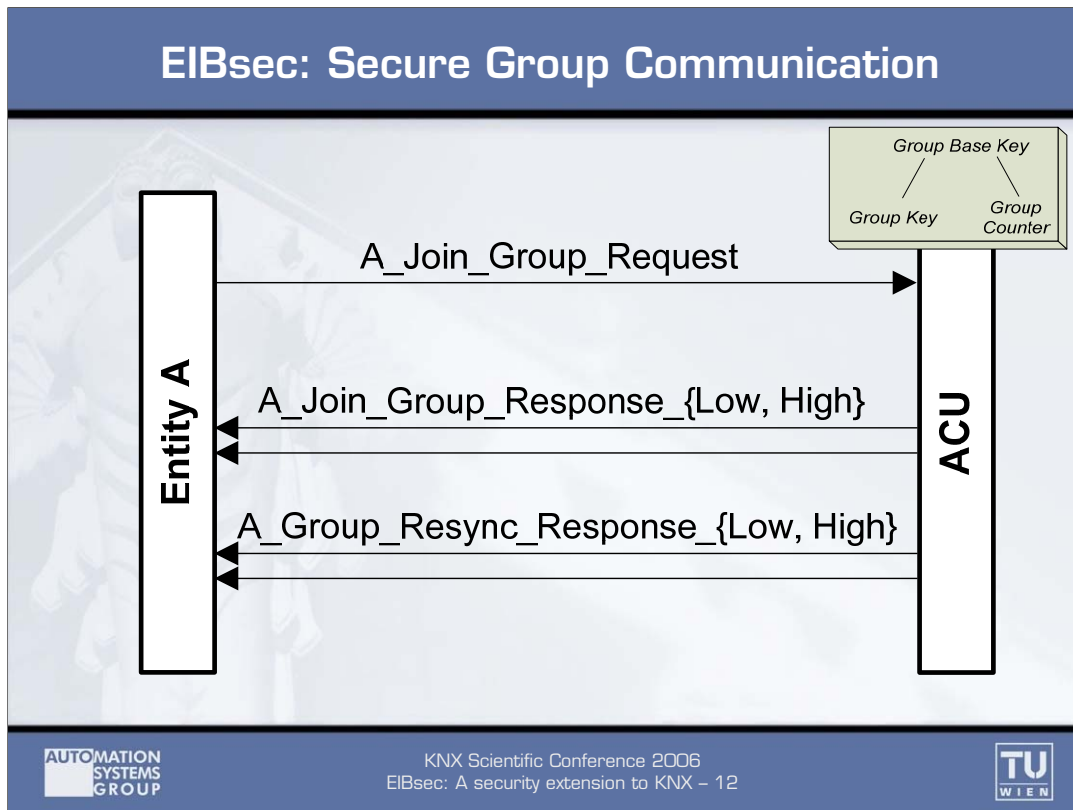 EIBsec: Secure Group Communication
Group Base Key
Group Key
Group
Counter
A_Join_Group_Request
Entity A
A_Join_Group_Response_{Low, High}
ACU
A_Group_Resync_Response_{Low, High}
AUTOMATION
SYSTEMS
GROUP
KNX Scientific Conference 2006
EIBsec: A security extension to KNX – 12
TU
WIEN